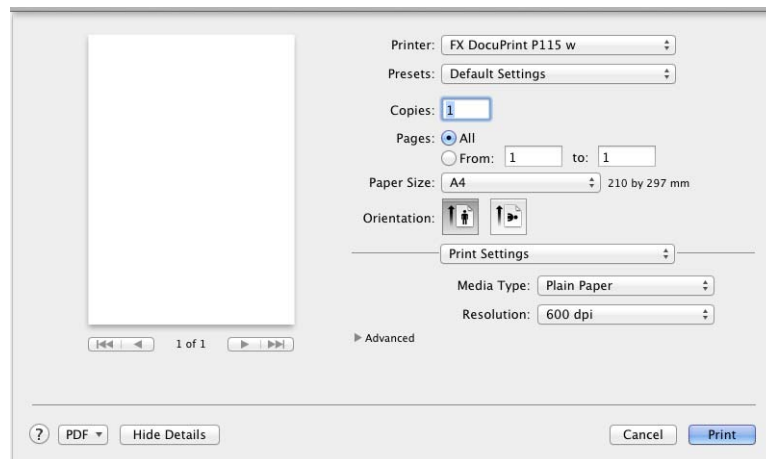 Printer: FX DocuPrint P115 w
Presets: Default Settings
Copies: 1
Pages: All
From: 1 to: 1
Paper Size: A4 210 by 297 mm
Orientation:
Print Settings
Media Type: Plain Paper
Resolution: 600 dpi
1 of 1
Advanced
? PDF Hide Details Cancel Print